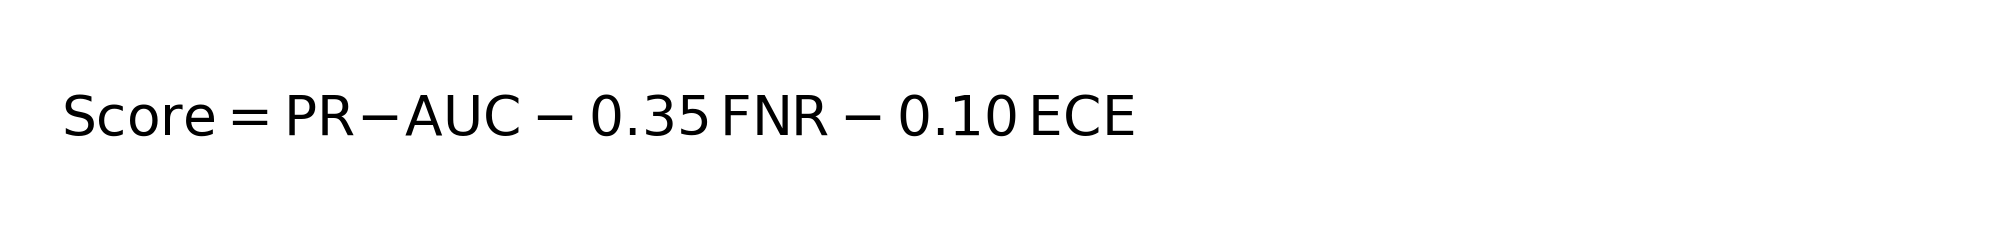 Score = PR−AUC − 0.35 FNR − 0.10 ECE